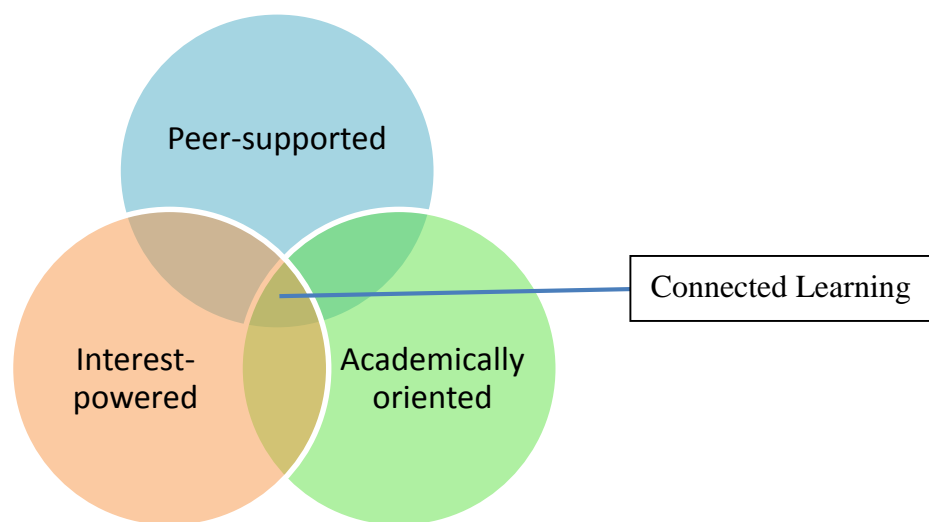 Peer-supported
Connected Learning
Interest-
powered
Academically
oriented